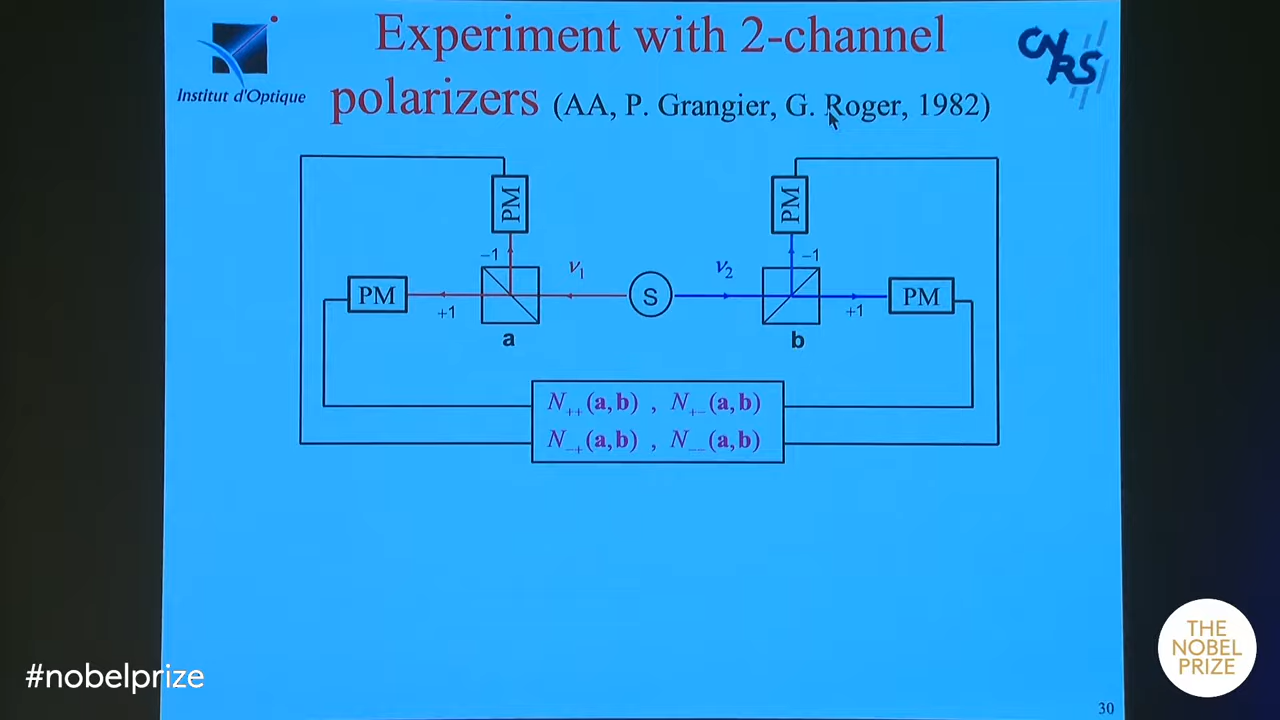 Experiment with 2-channel
polarizers (AA, P. Grangier, G. Roger, 1982)
Institut d'Optique
CNRS
PM
PM
−1
−1
ν₁
ν₂
PM
S
PM
+1
+1
a
b
N₊₊(a,b) , N₊₋(a,b)
N₋₊(a,b) , N₋₋(a,b)
#nobelprize
THE
NOBEL
PRIZE
30